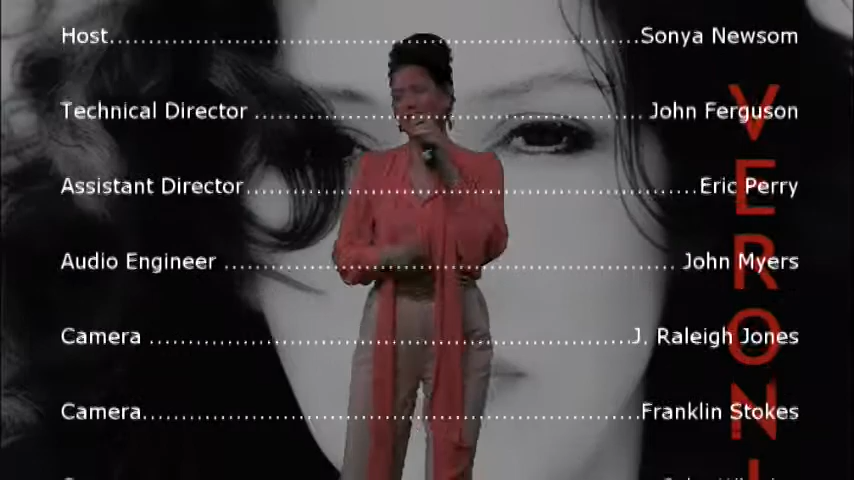 Host.......................................................Sonya Newsom
Technical Director ....................................................... John Ferguson
Assistant Director.......................................................Eric Perry
Audio Engineer ....................................................... John Myers
Camera .......................................................J. Raleigh Jones
Camera.......................................................Franklin Stokes
VERON